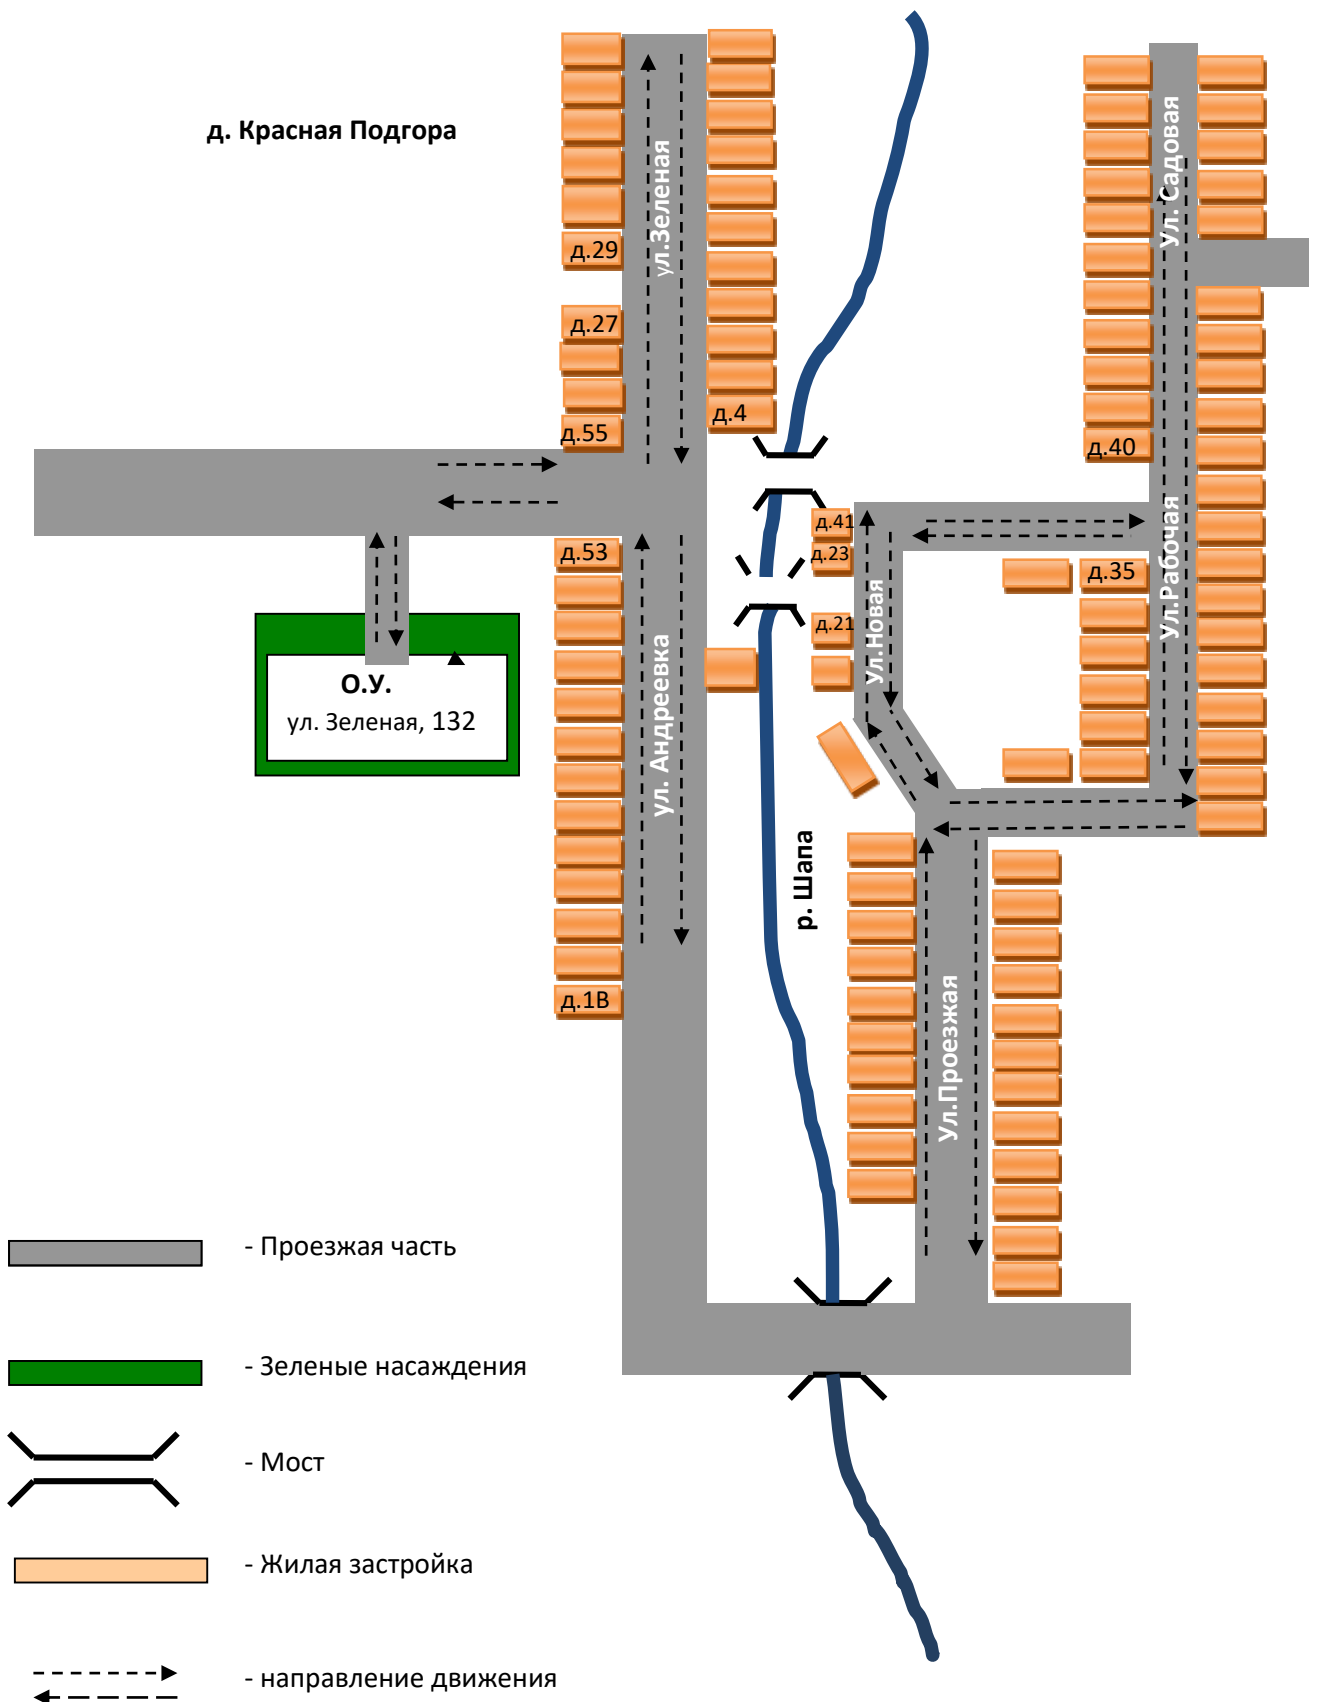 д. Красная Подгора
ул.Зеленая
Ул. Садовая
д.29
д.27
д.4
д.55
д.40
д.41
д.53
д.23
д.35
Ул.Рабочая
д.21
Ул.Новая
ул. Андреевка
О.У.
ул. Зеленая, 132
р. Шапа
д.1В
Ул.Проезжая
- Проезжая часть
- Зеленые насаждения
- Мост
- Жилая застройка
- направление движения